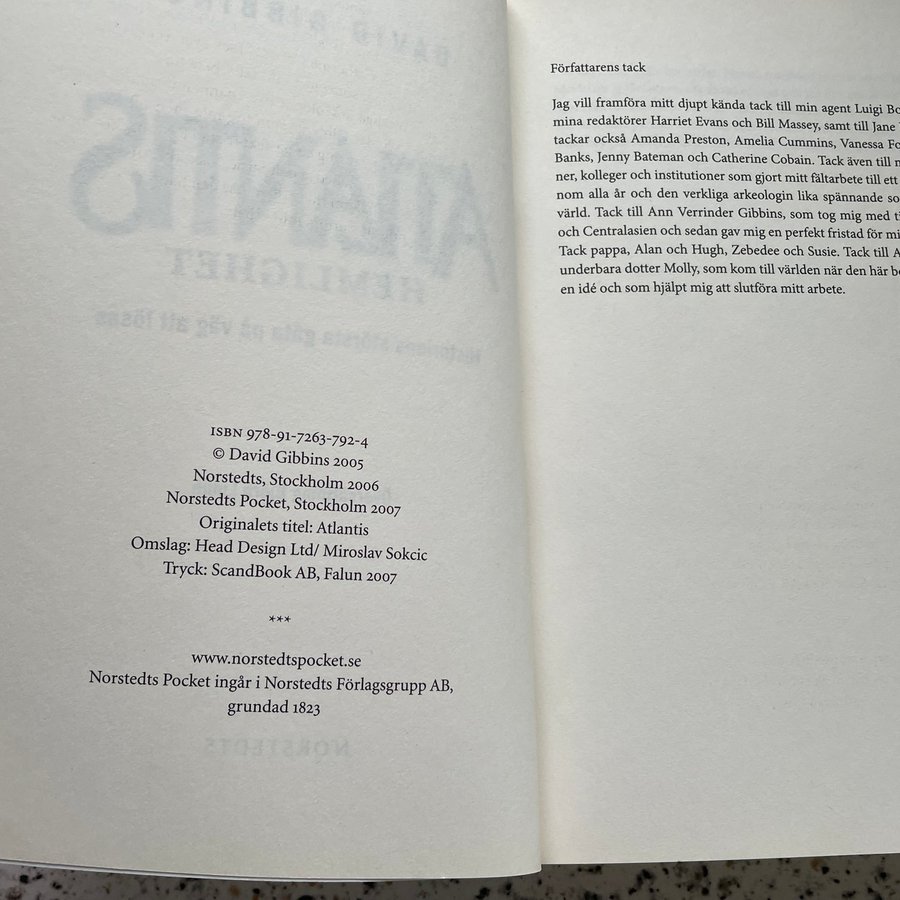 ISBN 978-91-7263-792-4
© David Gibbins 2005
Norstedts, Stockholm 2006
Norstedts Pocket, Stockholm 2007
Originalets titel: Atlantis
Omslag: Head Design Ltd/ Miroslav Sokcic
Tryck: ScandBook AB, Falun 2007
***
www.norstedtspocket.se
Norstedts Pocket ingår i Norstedts Förlagsgrupp AB,
grundad 1823
Författarens tack
Jag vill framföra mitt djupt kända tack till min agent Luigi
mina redaktörer Harriet Evans och Bill Massey, samt till Jane
tackar också Amanda Preston, Amelia Cummins, Vanessa
Banks, Jenny Bateman och Catherine Cobain. Tack även till
ner, kolleger och institutioner som gjort mitt fältarbete till ett
nom alla år och den verkliga arkeologin lika spännande
värld. Tack till Ann Verrinder Gibbins, som tog mig med
och Centralasien och sedan gav mig en perfekt fristad för
Tack pappa, Alan och Hugh, Zebedee och Susie. Tack till
underbara dotter Molly, som kom till världen när den här
en idé och som hjälpt mig att slutföra mitt arbete.